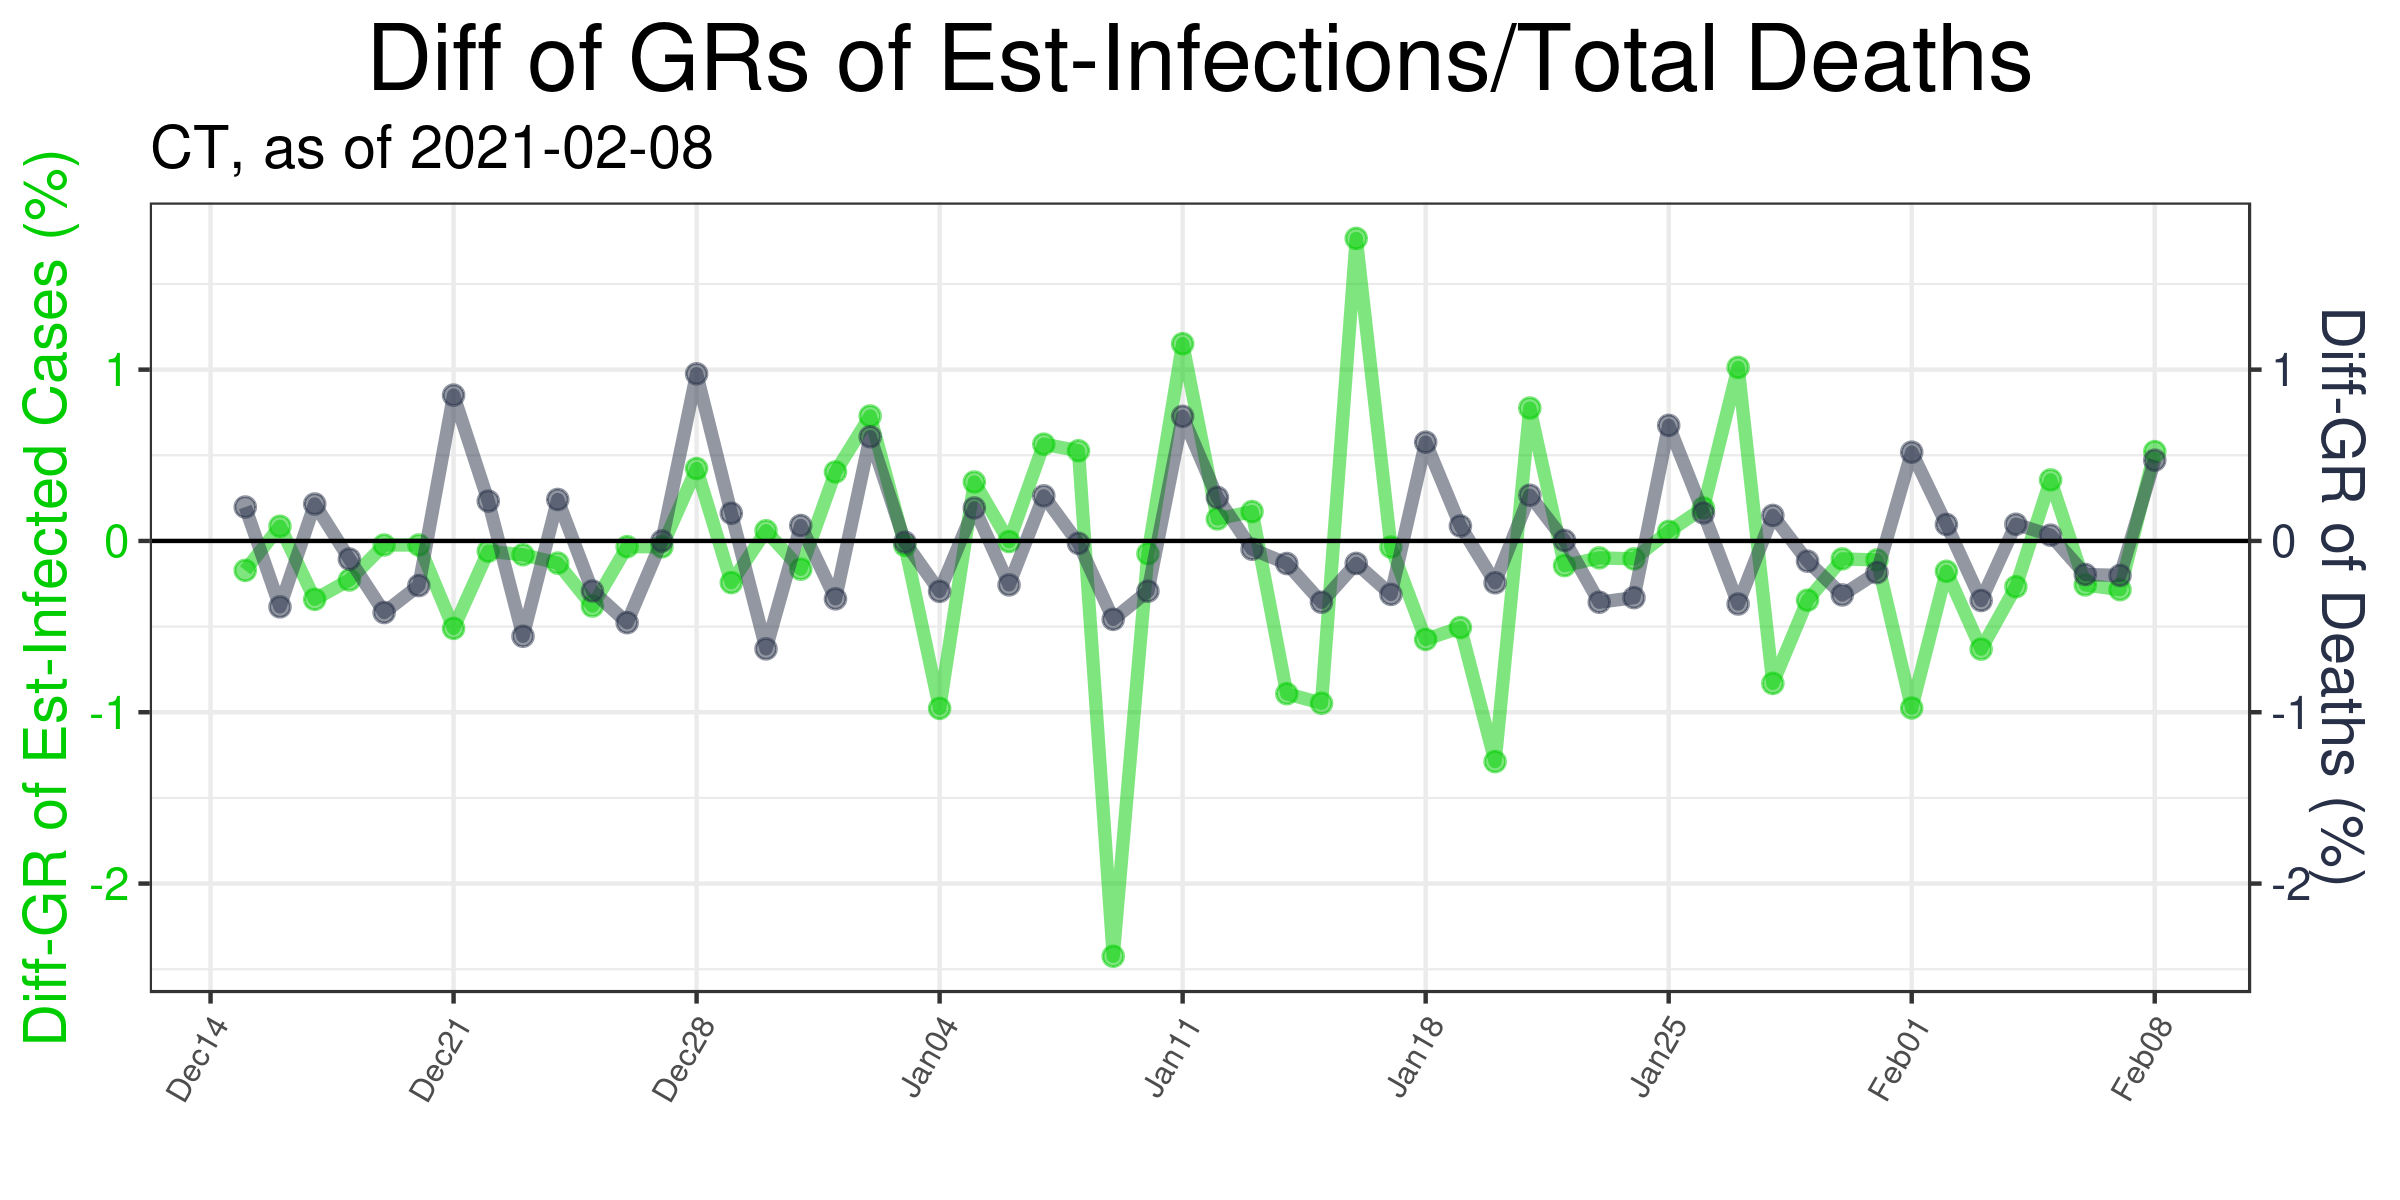 Diff of GRs of Est-Infections/Total Deaths
CT, as of 2021-02-08
Diff-GR of Est-Infected Cases (%)
1
0
-1
-2
1
0
-1
-2
Diff-GR of Deaths (%)
Dec14
Dec21
Dec28
Jan04
Jan11
Jan18
Jan25
Feb01
Feb08